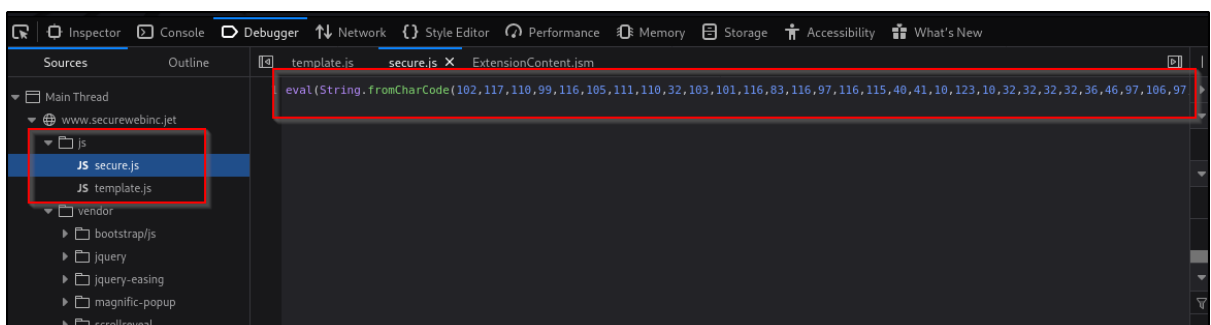 Inspector Console Debugger Network {} Style Editor Performance Memory Storage Accessibility What's New
Sources Outline template.js secure.js ExtensionContent.jsm
1 eval(String.fromCharCode(102,117,110,99,116,105,111,110,32,103,101,116,83,116,97,116,115,40,41,10,123,10,32,32,32,32,36,46,97,106,97
Main Thread
www.securewebinc.jet
js
JS secure.js
JS template.js
vendor
bootstrap/js
jquery
jquery-easing
magnific-popup
scrollreveal